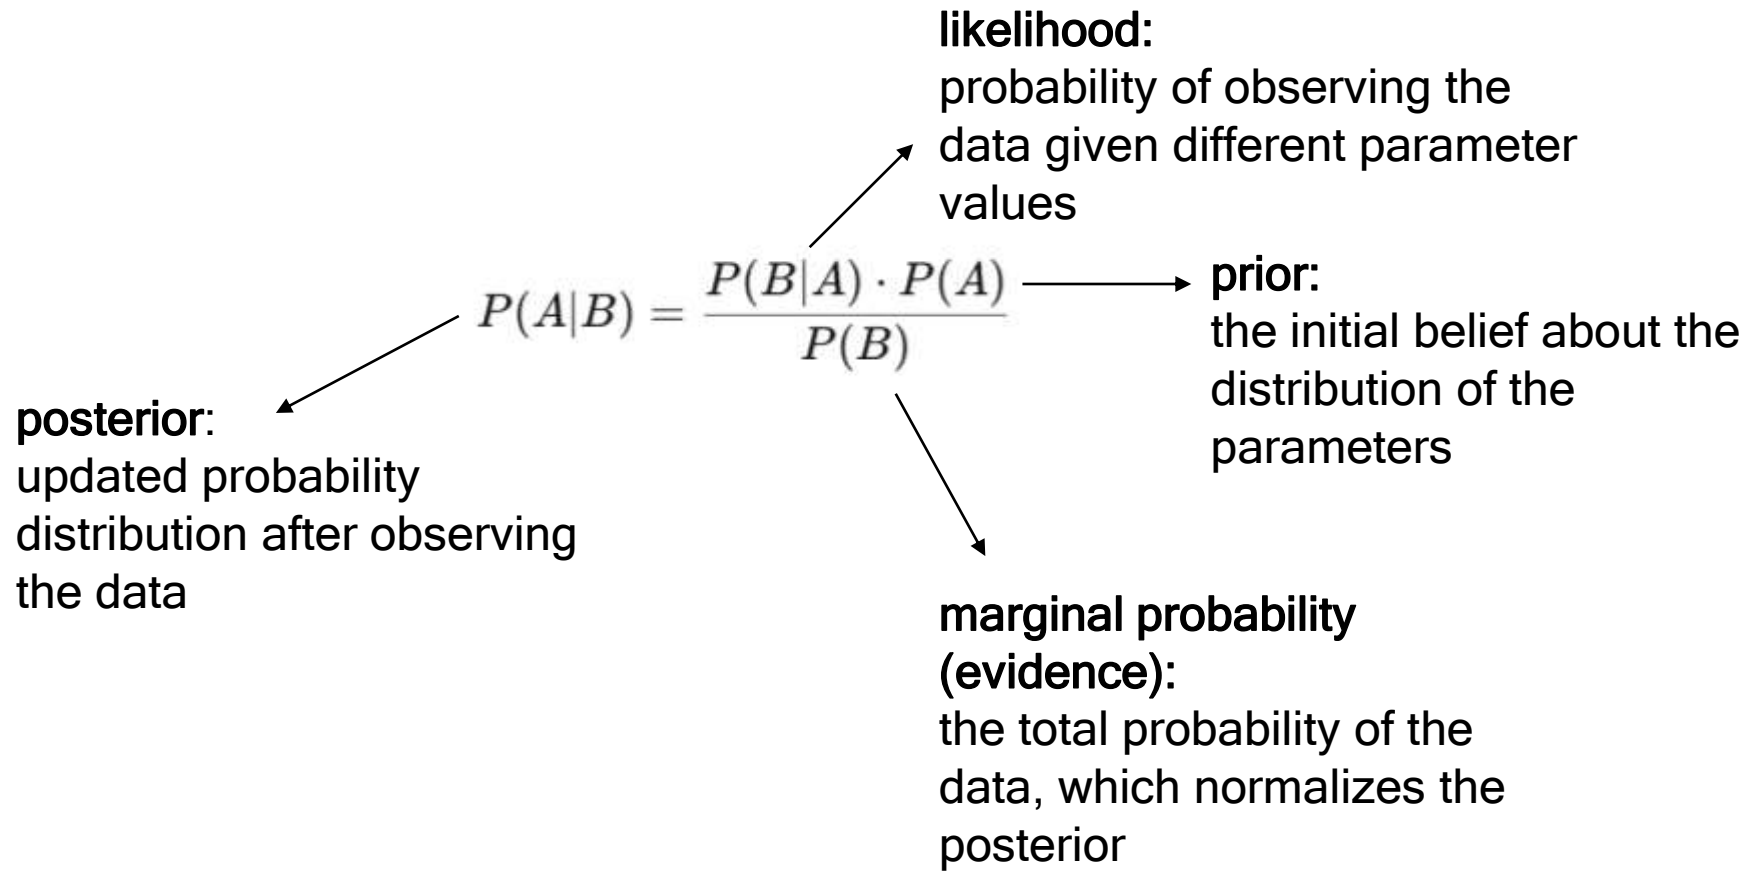 likelihood:
probability of observing the
data given different parameter
values
P(A|B) = P(B|A) · P(A) / P(B)
prior:
the initial belief about the
distribution of the
parameters
posterior:
updated probability
distribution after observing
the data
marginal probability
(evidence):
the total probability of the
data, which normalizes the
posterior